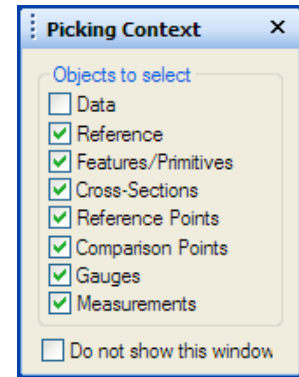 Picking Context
Objects to select
Data
Reference
Features/Primitives
Cross-Sections
Reference Points
Comparison Points
Gauges
Measurements
Do not show this window